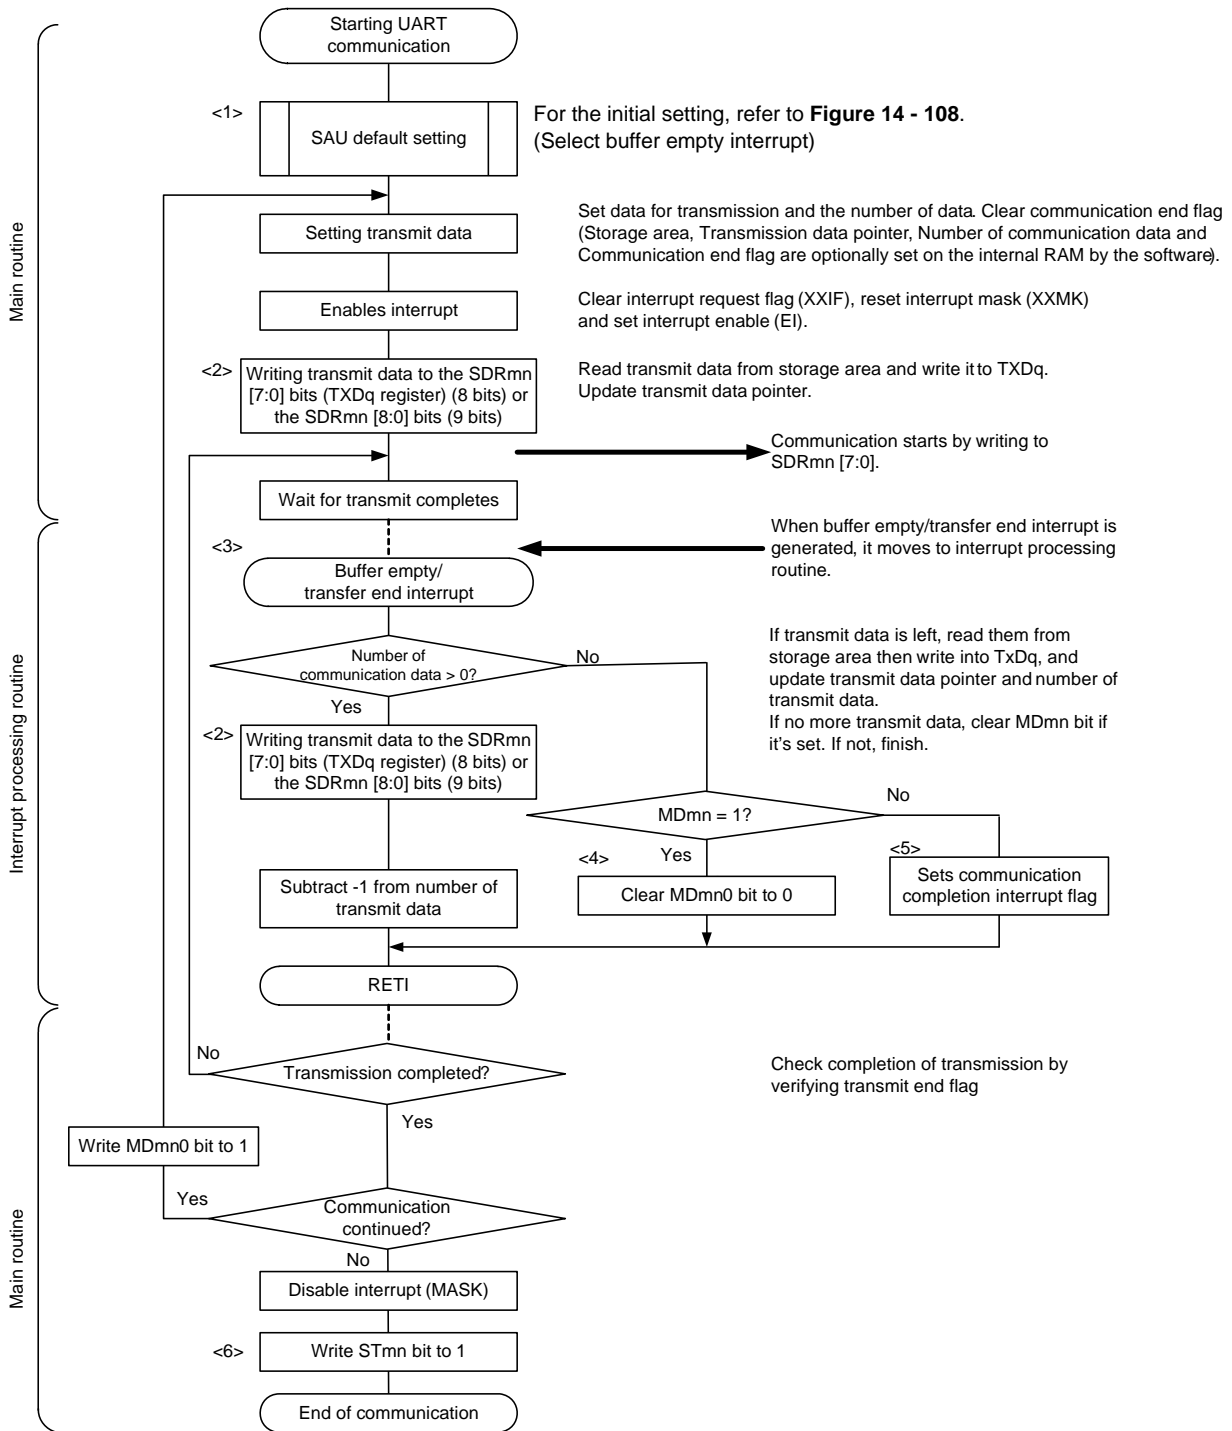 Starting UART
communication
<1>
SAU default setting
For the initial setting, refer to Figure 14 - 108.
(Select buffer empty interrupt)
Main routine
Setting transmit data
Set data for transmission and the number of data. Clear communication end flag
(Storage area, Transmission data pointer, Number of communication data and
Communication end flag are optionally set on the internal RAM by the software).
Enables interrupt
Clear interrupt request flag (XXIF), reset interrupt mask (XXMK)
and set interrupt enable (EI).
<2>
Writing transmit data to the SDRmn
[7:0] bits (TXDq register) (8 bits) or
the SDRmn [8:0] bits (9 bits)
Read transmit data from storage area and write it to TXDq.
Update transmit data pointer.
Communication starts by writing to
SDRmn [7:0].
Wait for transmit completes
<3>
When buffer empty/transfer end interrupt is
generated, it moves to interrupt processing
routine.
Buffer empty/
transfer end interrupt
Interrupt processing routine
Number of
communication data > 0?
No
Yes
If transmit data is left, read them from
storage area then write into TxDq, and
update transmit data pointer and number of
transmit data.
If no more transmit data, clear MDmn bit if
it's set. If not, finish.
<2>
Writing transmit data to the SDRmn
[7:0] bits (TXDq register) (8 bits) or
the SDRmn [8:0] bits (9 bits)
MDmn = 1?
No
Yes
<4>
<5>
Subtract -1 from number of
transmit data
Clear MDmn0 bit to 0
Sets communication
completion interrupt flag
RETI
Main routine
No
Transmission completed?
Check completion of transmission by
verifying transmit end flag
Yes
Write MDmn0 bit to 1
Yes
Communication
continued?
No
Disable interrupt (MASK)
<6>
Write STmn bit to 1
End of communication